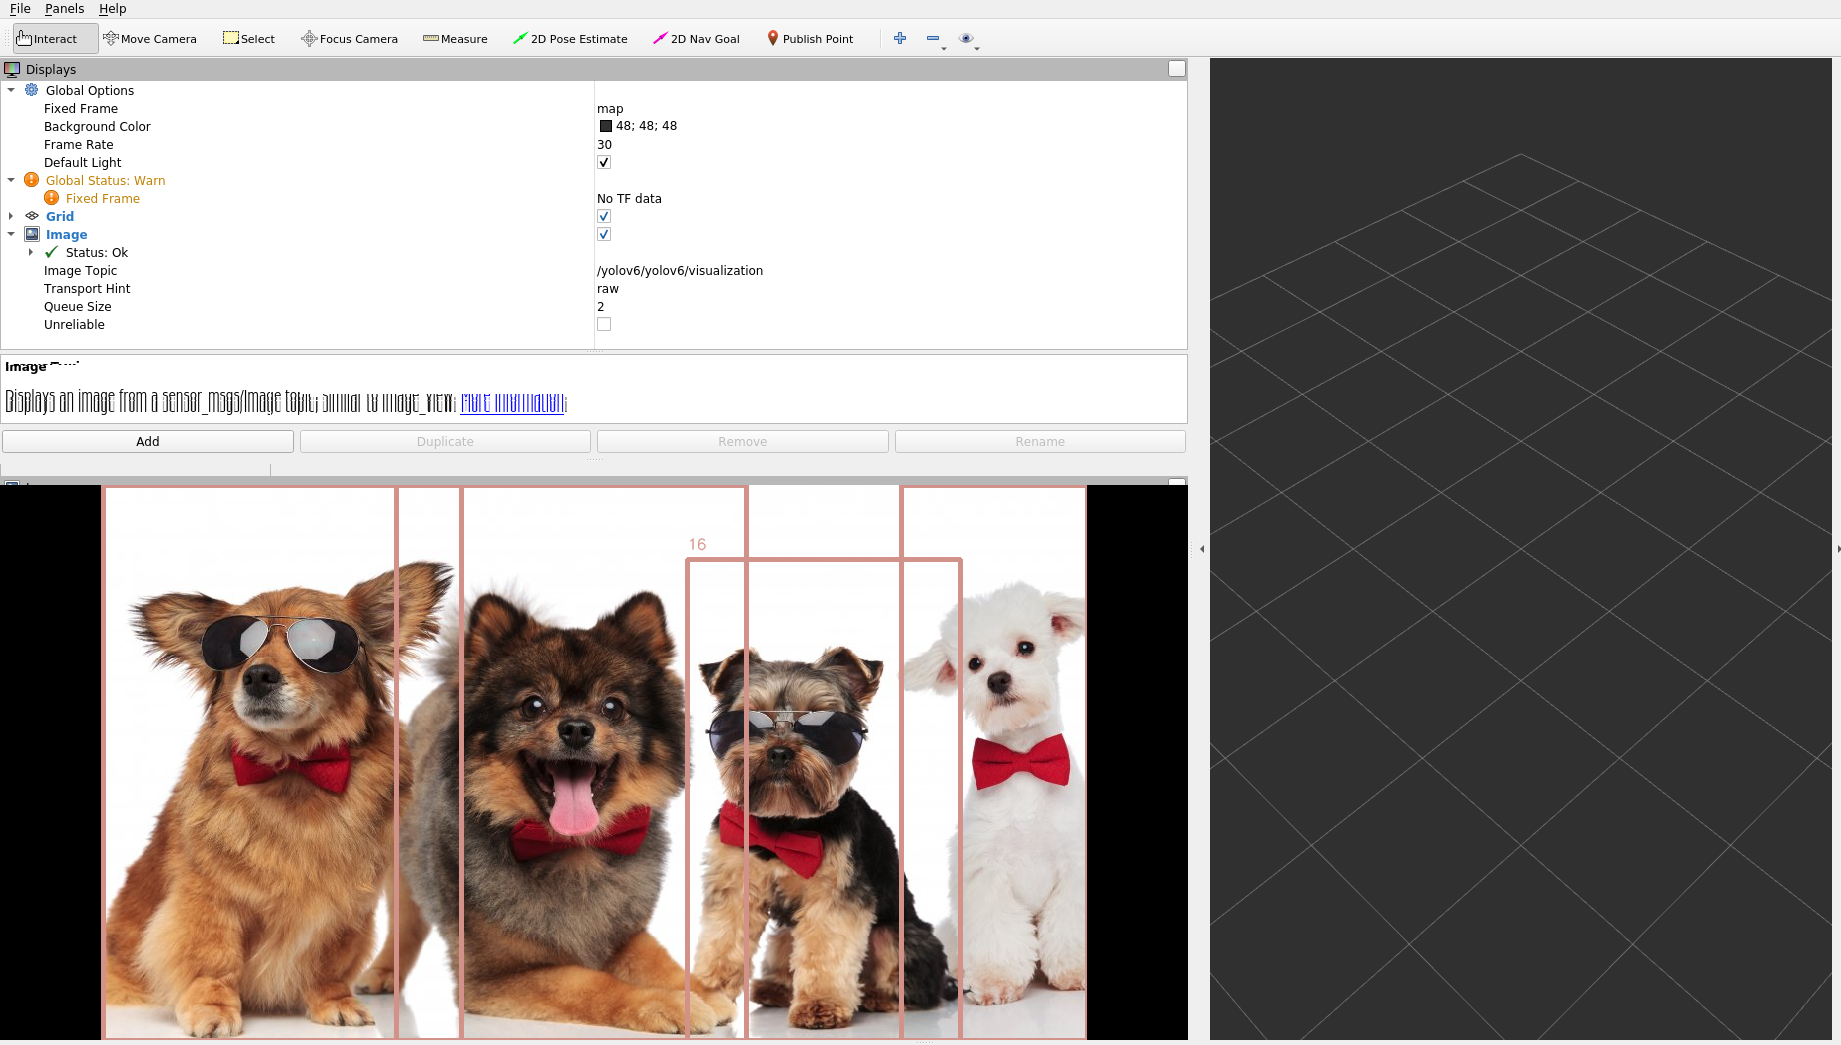 File Panels Help
Interact Move Camera Select Focus Camera Measure 2D Pose Estimate 2D Nav Goal Publish Point
Displays
Global Options
Fixed Frame map
Background Color 48; 48; 48
Frame Rate 30
Default Light
Global Status: Warn
Fixed Frame No TF data
Grid
Image
Status: Ok
Image Topic /yolov6/yolov6/visualization
Transport Hint raw
Queue Size 2
Unreliable
Image
Displays an image from a sensor_msgs/Image topic, similar to image_view. More Information.
Add Duplicate Remove Rename
16